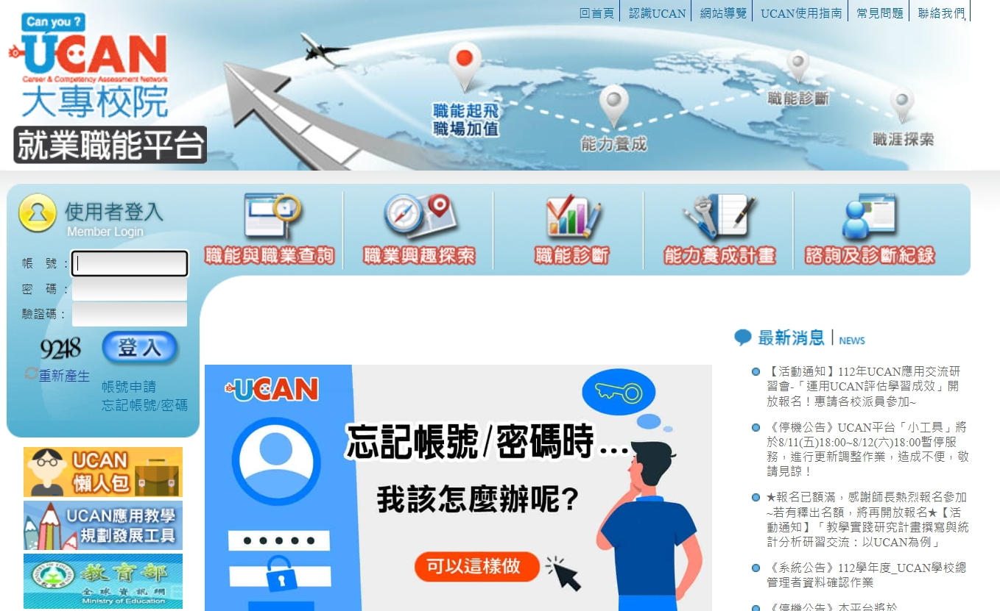 回首頁 認識UCAN 網站導覽 UCAN使用指南 常見問題 聯絡我們
Can you ?
UCAN
Career & Competency Assessment Network
大專校院
就業職能平台
職能起飛
職場加值
能力養成
職能診斷
職涯探索
使用者登入
Member Login
帳 號：
密 碼：
驗證碼：
9248
登入
重新產生
帳號申請
忘記帳號/密碼
職能與職業查詢
職業興趣探索
職能診斷
能力養成計畫
諮詢及診斷紀錄
UCAN
懶人包
UCAN應用教學
規劃發展工具
教育部
全球資訊網
Ministry of Education
UCAN
忘記帳號/密碼時...
我該怎麼辦呢?
可以這樣做
最新消息 | NEWS
【活動通知】112年UCAN應用交流研
習會-「運用UCAN評估學習成效」開
放報名！惠請各校派員參加~
《停機公告》UCAN平台「小工具」將
於8/11(五)18:00~8/12(六)18:00暫停服
務，進行更新調整作業，造成不便，敬
請見諒！
★報名已額滿，感謝師長熱烈報名參加
~若有釋出名額，將再開放報名★【活
動通知】「教學實踐研究計畫撰寫與統
計分析研習交流：以UCAN為例」
《系統公告》112學年度_UCAN學校總
管理者資料確認作業
《停機公告》本平台將於